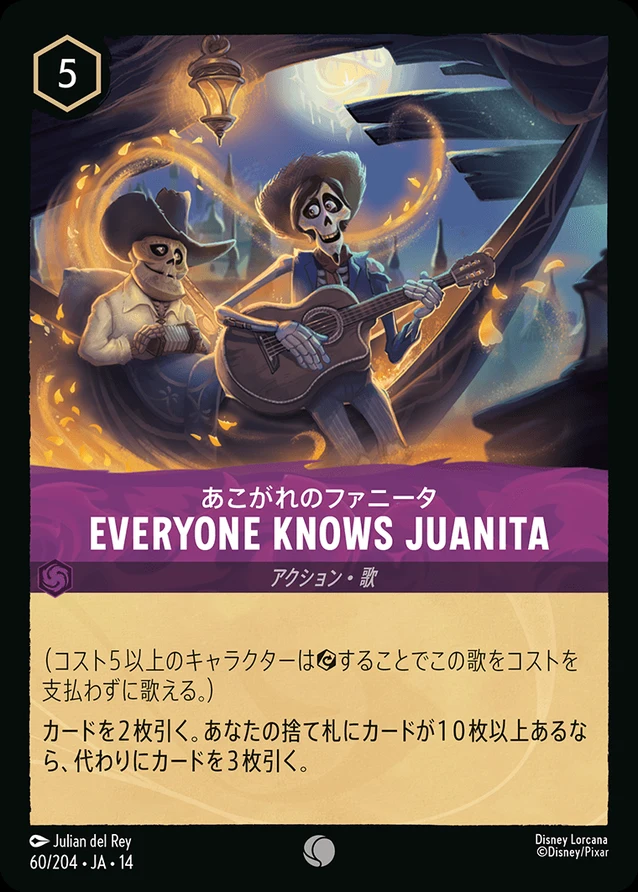 5
あこがれのファニータ
EVERYONE KNOWS JUANITA
アクション・歌
(コスト5以上のキャラクターはすることでこの歌をコストを
支払わずに歌える。)
カードを2枚引く。あなたの捨て札にカードが10枚以上あるな
ら、代わりにカードを3枚引く。
Julian del Rey
Disney Lorcana
60/204・JA・14
©Disney/Pixar